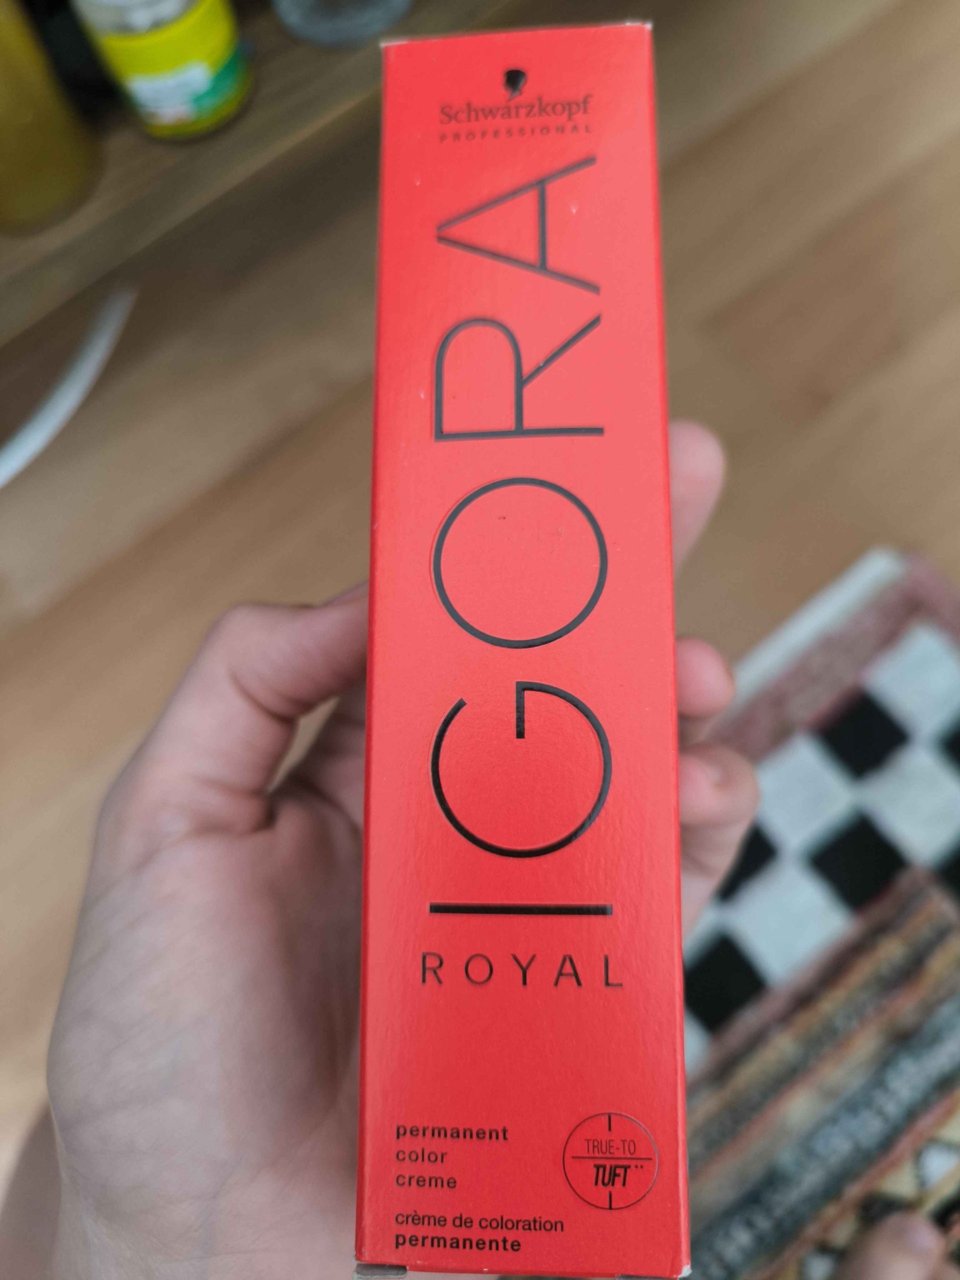 Schwarzkopf
PROFESSIONAL
IGORA
ROYAL
permanent
color
creme
crème de coloration
permanente
TRUE-TO
TUFT